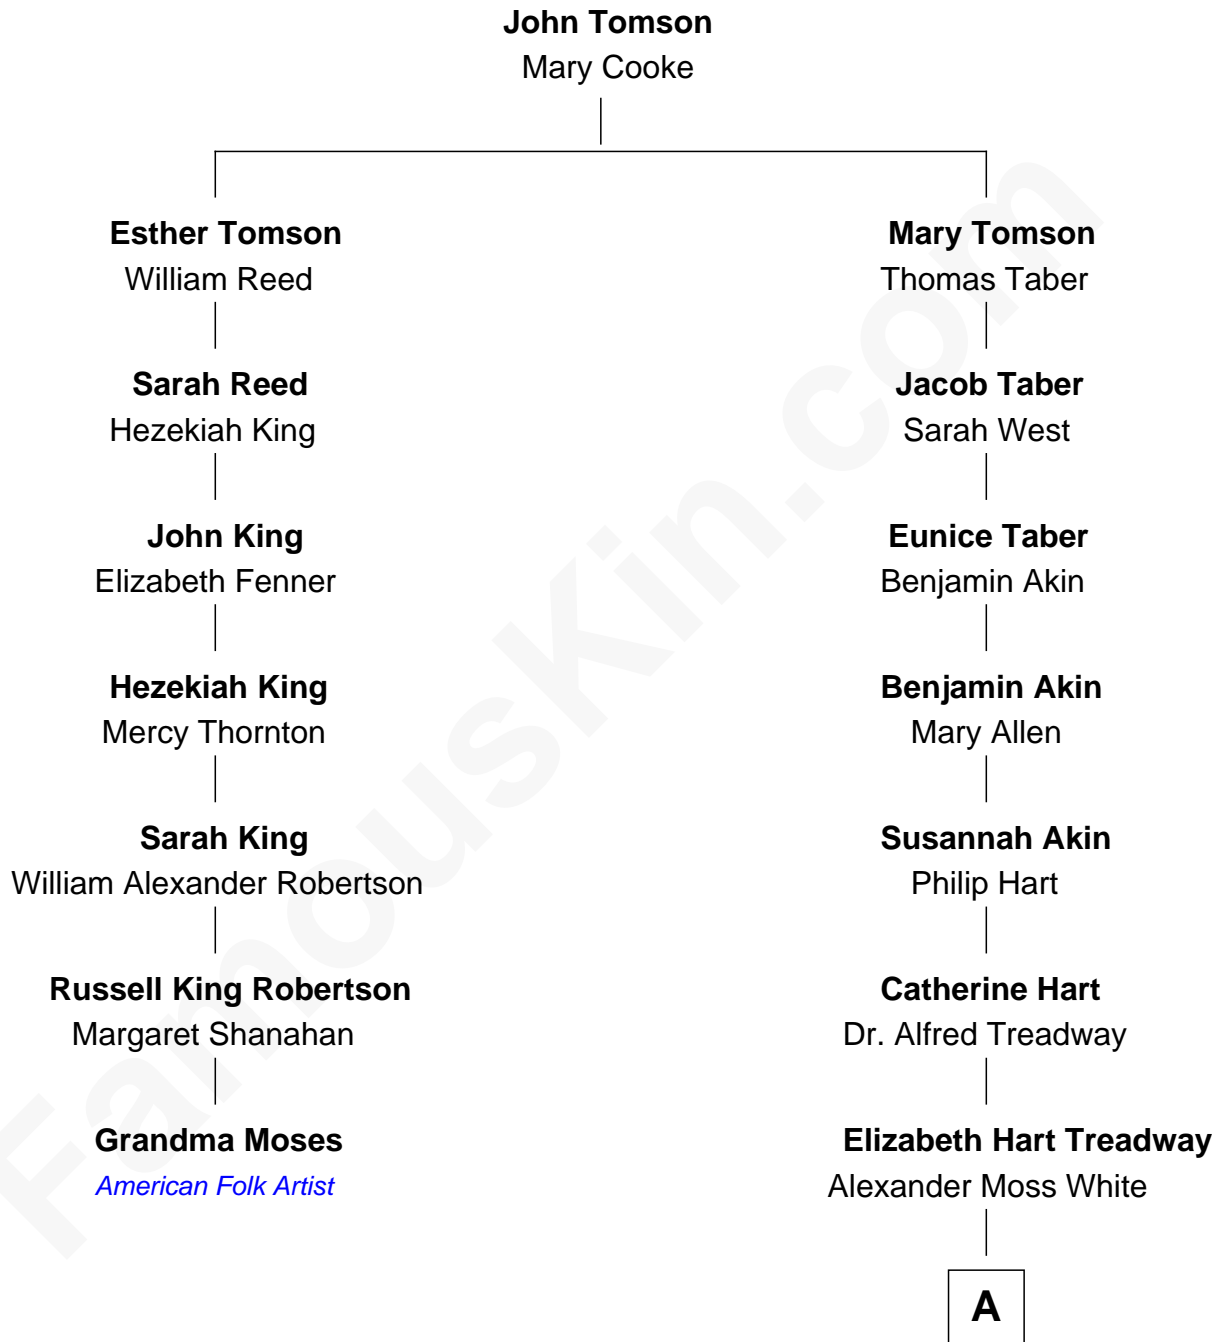 John Tomson
Mary Cooke
Esther Tomson
William Reed
Mary Tomson
Thomas Taber
Sarah Reed
Hezekiah King
Jacob Taber
Sarah West
John King
Elizabeth Fenner
Eunice Taber
Benjamin Akin
Hezekiah King
Mercy Thornton
Benjamin Akin
Mary Allen
Sarah King
William Alexander Robertson
Susannah Akin
Philip Hart
Russell King Robertson
Margaret Shanahan
Catherine Hart
Dr. Alfred Treadway
Grandma Moses
American Folk Artist
Elizabeth Hart Treadway
Alexander Moss White
A
FamousKin.com